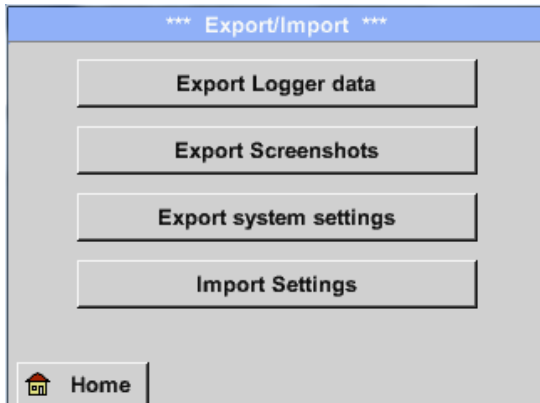 *** Export/Import ***
Export Logger data
Export Screenshots
Export system settings
Import Settings
Home